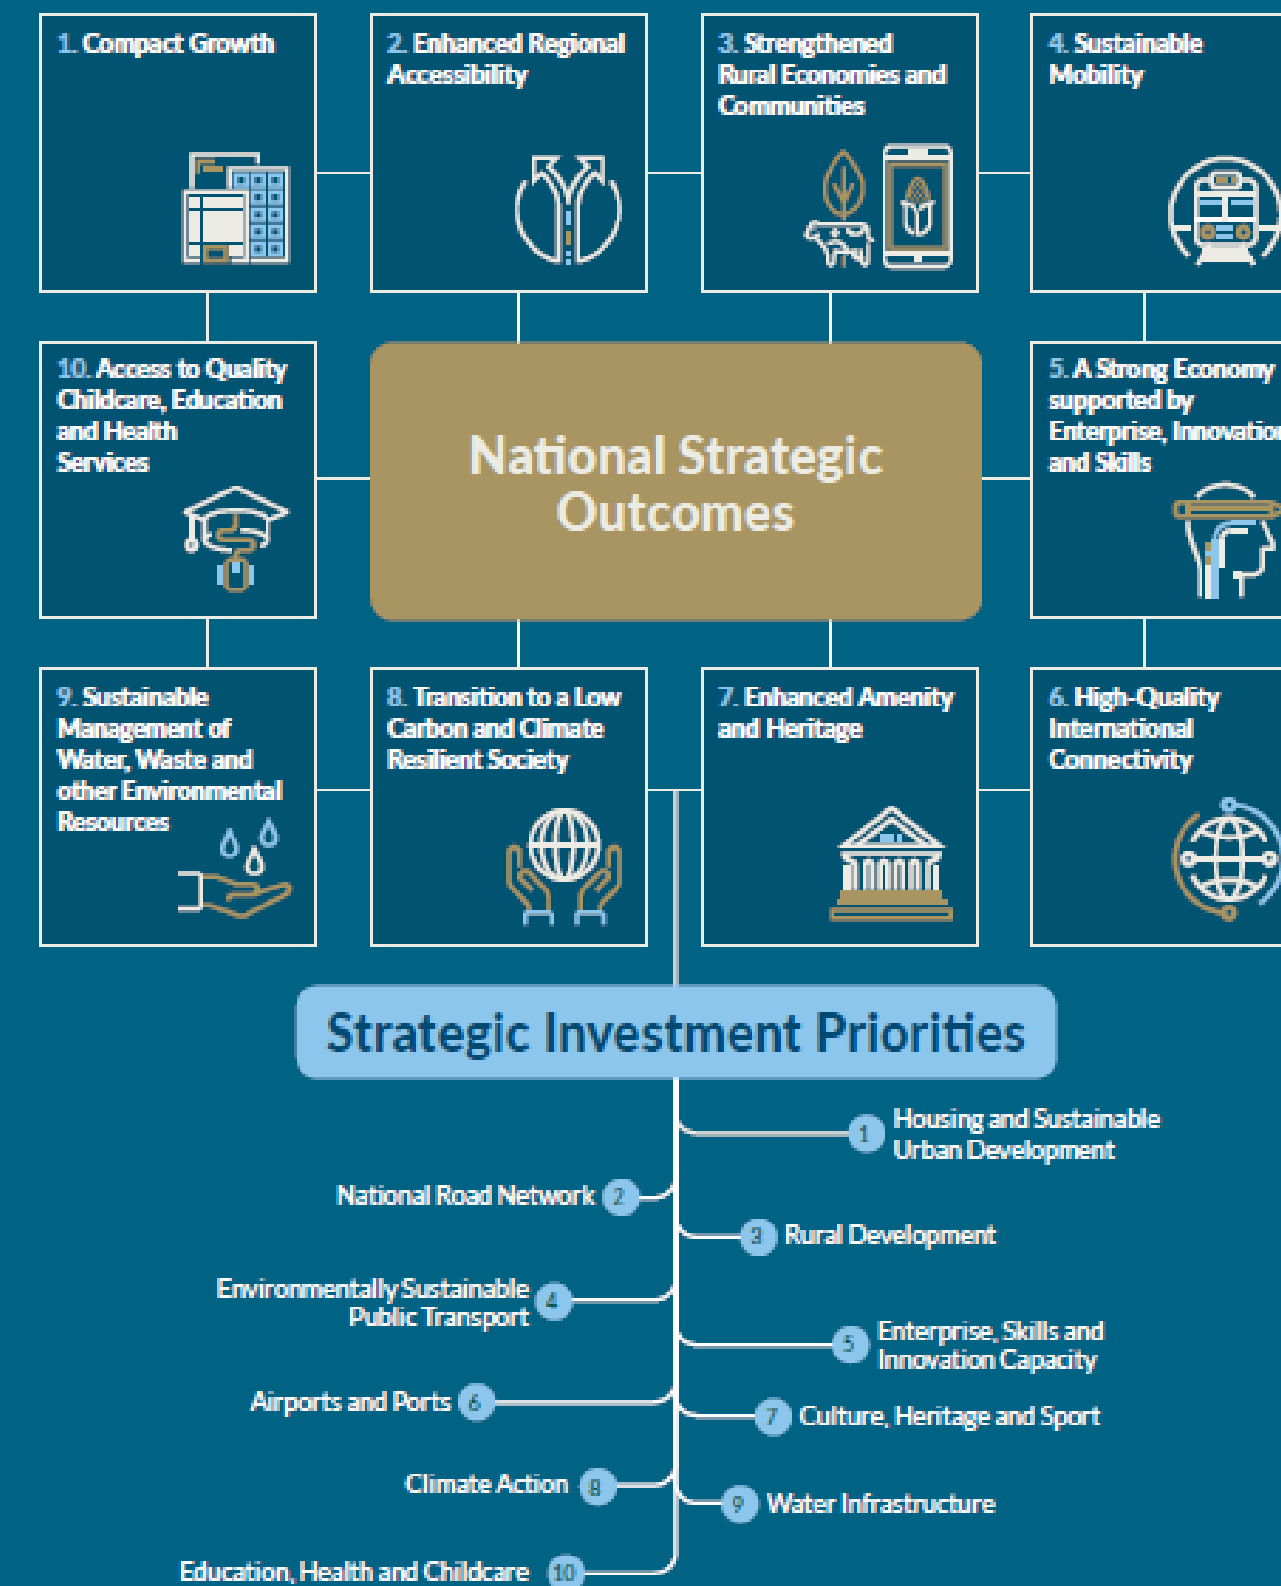 1. Compact Growth
2. Enhanced Regional
Accessibility
3. Strengthened
Rural Economies and
Communities
4. Sustainable
Mobility
10. Access to Quality
Childcare, Education
and Health
Services
National Strategic
Outcomes
5. A Strong Economy
supported by
Enterprise, Innovation
and Skills
9. Sustainable
Management of
Water, Waste and
other Environmental
Resources
8. Transition to a Low
Carbon and Climate
Resilient Society
7. Enhanced Amenity
and Heritage
6. High-Quality
International
Connectivity
Strategic Investment Priorities
1 Housing and Sustainable
Urban Development
National Road Network 2
3 Rural Development
Environmentally Sustainable
Public Transport 4
5 Enterprise, Skills and
Innovation Capacity
Airports and Ports 6
7 Culture, Heritage and Sport
Climate Action 8
9 Water Infrastructure
Education, Health and Childcare 10